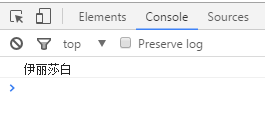 Elements Console Sources
top Preserve log
伊丽莎白